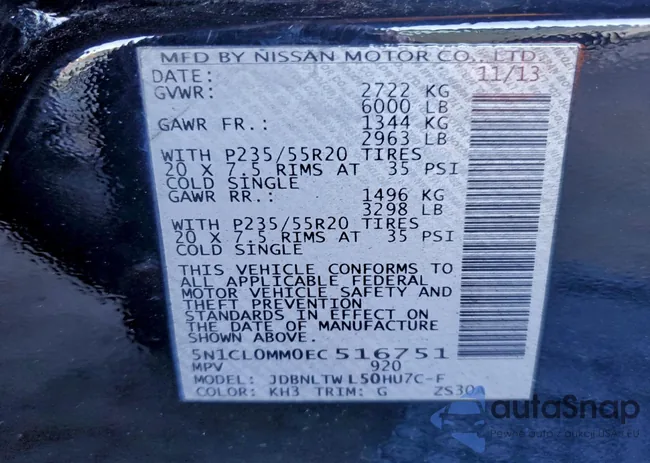 MFD BY NISSAN MOTOR CO., LTD
DATE: 11/13
GVWR: 2722 KG
6000 LB
GAWR FR.: 1344 KG
2963 LB
WITH P235/55R20 TIRES
20 X 7.5 RIMS AT 35 PSI
COLD SINGLE
GAWR RR.: 1496 KG
3298 LB
WITH P235/55R20 TIRES
20 X 7.5 RIMS AT 35 PSI
COLD SINGLE
THIS VEHICLE CONFORMS TO
ALL APPLICABLE FEDERAL
MOTOR VEHICLE SAFETY AND
THEFT PREVENTION
STANDARDS IN EFFECT ON
THE DATE OF MANUFACTURE
SHOWN ABOVE.
5N1CL0MM0EC516751
MPV 920
MODEL: JDBNLTW L50HU7C-F
COLOR: KH3 TRIM: G ZS30A
autoSnap